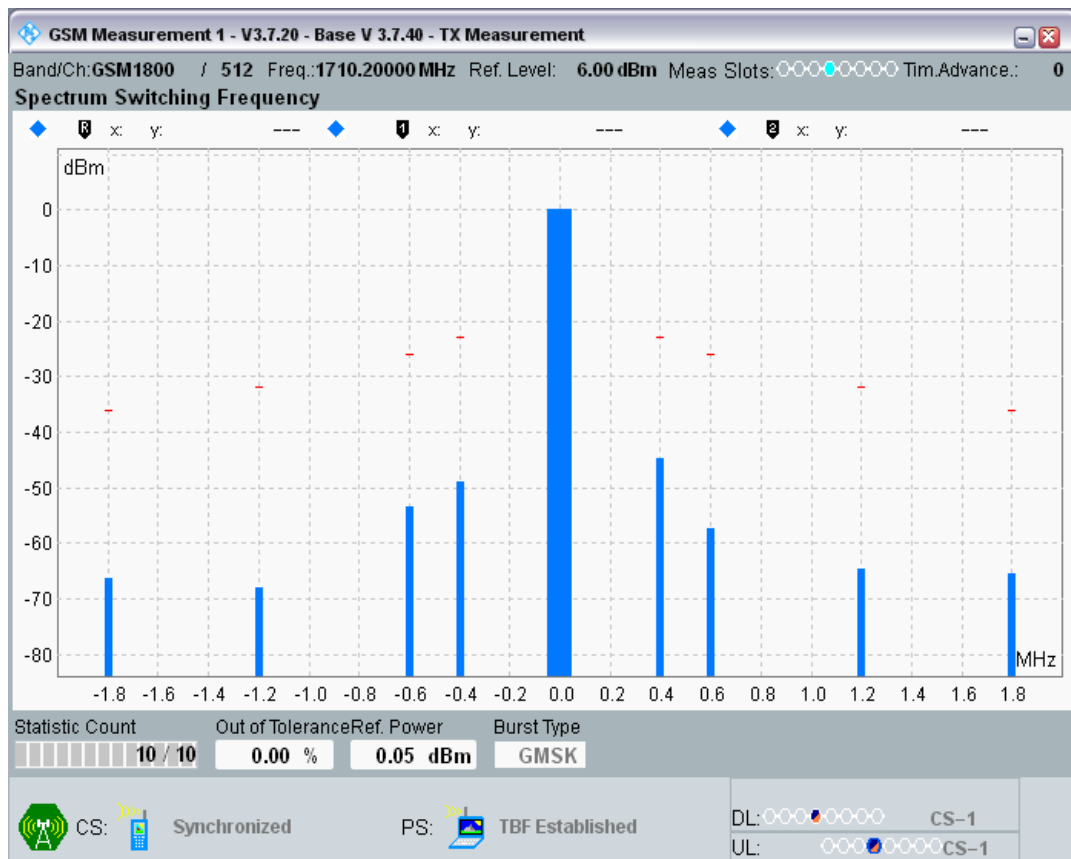 GSM Measurement 1 - V3.7.20 - Base V 3.7.40 - TX Measurement
Band/Ch:GSM1800 / 512 Freq.:1710.20000 MHz Ref. Level: 6.00 dBm Meas Slots: Tim.Advance.: 0
Spectrum Switching Frequency
R x: y: --- 1 x: y: --- 2 x: y: ---
dBm
0
-10
-20
-30
-40
-50
-60
-70
-80
MHz
-1.8 -1.6 -1.4 -1.2 -1.0 -0.8 -0.6 -0.4 -0.2 0.0 0.2 0.4 0.6 0.8 1.0 1.2 1.4 1.6 1.8
Statistic Count Out of Tolerance Ref. Power Burst Type
10 / 10 0.00 % 0.05 dBm GMSK
CS: Synchronized PS: TBF Established
DL: CS-1
UL: CS-1